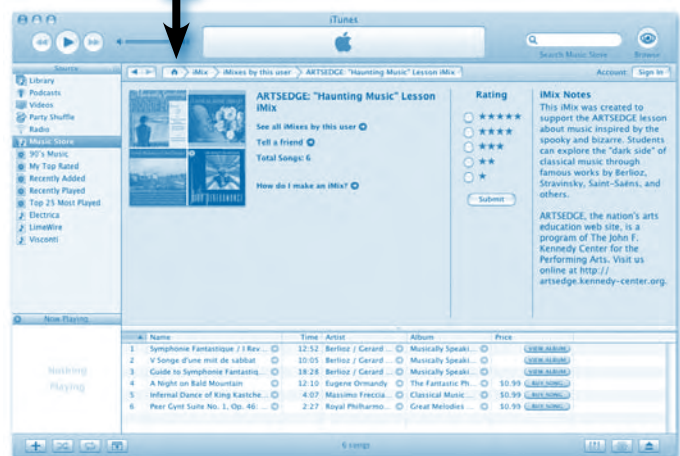 iTunes
Search Music Store
Browse
Source
iMix
iMixes by this user
ARTSEDGE: "Haunting Music" Lesson iMix
Account:
Sign In
Library
Podcasts
Videos
Party Shuffle
Radio
Music Store
90's Music
My Top Rated
Recently Added
Recently Played
Top 25 Most Played
Electrica
LimeWire
Visconti
ARTSEDGE: "Haunting Music" Lesson
iMix
See all iMixes by this user
Tell a friend
Total Songs: 6
How do I make an iMix?
Rating
Submit
iMix Notes
This iMix was created to
support the ARTSEDGE lesson
about music inspired by the
spooky and bizarre. Students
can explore the "dark side" of
classical music through
famous works by Berlioz,
Stravinsky, Saint-Saëns, and
others.
ARTSEDGE, the nation's arts
education web site, is a
program of The John F.
Kennedy Center for the
Performing Arts. Visit us
online at http://
artsedge.kennedy-center.org.
Now Playing
Nothing
Playing
Name Time Artist Album Price
1 Symphonie Fantastique / I Rev... 12:52 Berlioz / Gerard ... Musically Speaki... VIEW ALBUM
2 V Songe d'une miit de sabbat 10:05 Berlioz / Gerard ... Musically Speaki... VIEW ALBUM
3 Guide to Symphonie Fantastiq... 18:28 Berlioz / Gerard ... Musically Speaki... VIEW ALBUM
4 A Night on Bald Mountain 12:10 Eugene Ormandy The Fantastic Ph... $0.99 BUY SONG
5 Infernal Dance of King Kastche... 4:07 Massimo Freccia... Classical Music ... $0.99 BUY SONG
6 Peer Gynt Suite No. 1, Op. 46: ... 2:27 Royal Philharmo... Great Melodies ... $0.99 BUY SONG
6 songs